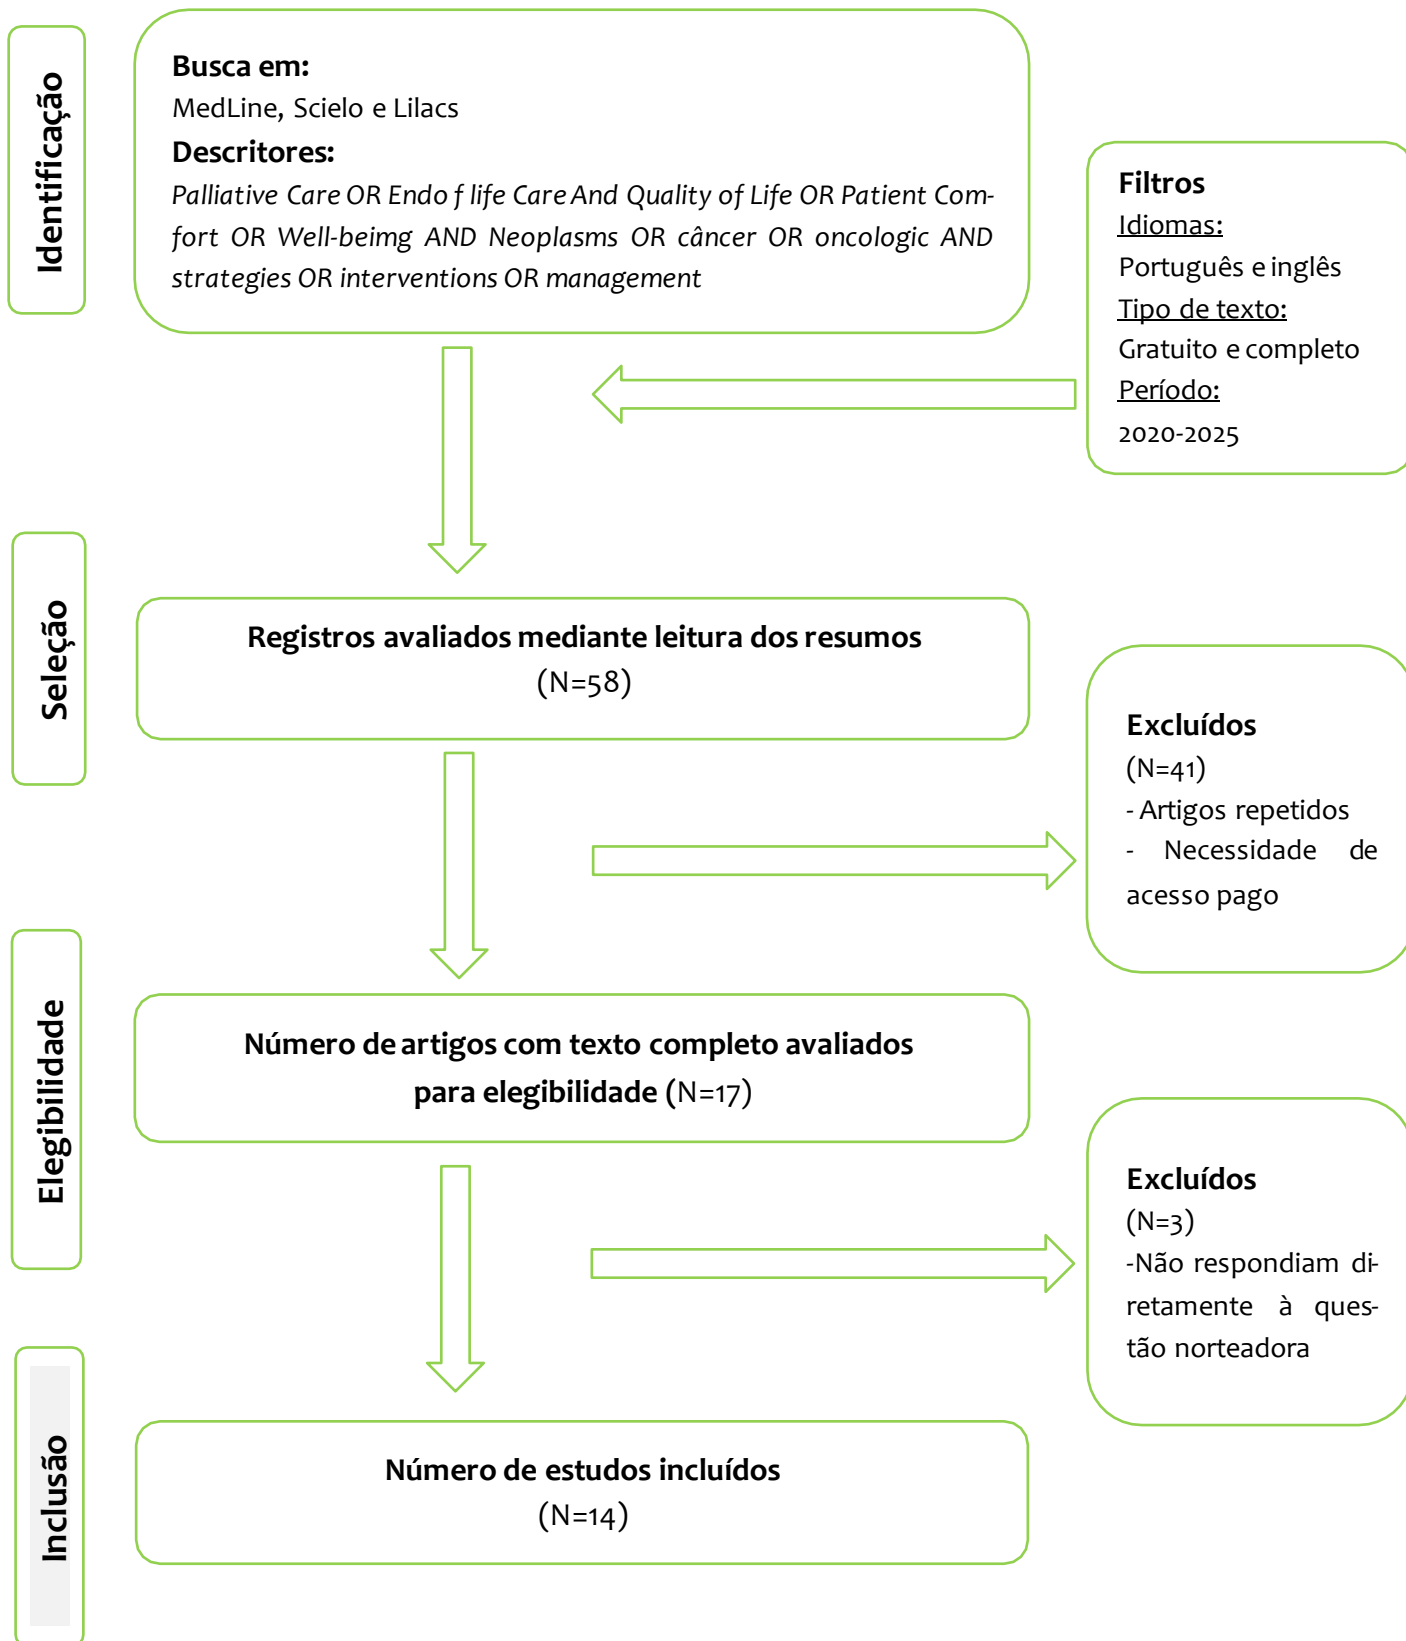 Identificação
Busca em:
MedLine, Scielo e Lilacs
Descritores:
Palliative Care OR Endo f life Care And Quality of Life OR Patient Com-
fort OR Well-beimg AND Neoplasms OR câncer OR oncologic AND
strategies OR interventions OR management
Filtros
Idiomas:
Português e inglês
Tipo de texto:
Gratuito e completo
Período:
2020-2025
Seleção
Registros avaliados mediante leitura dos resumos
(N=58)
Excluídos
(N=41)
- Artigos repetidos
- Necessidade de
acesso pago
Elegibilidade
Número de artigos com texto completo avaliados
para elegibilidade (N=17)
Excluídos
(N=3)
-Não respondiam di-
retamente à ques-
tão norteadora
Inclusão
Número de estudos incluídos
(N=14)